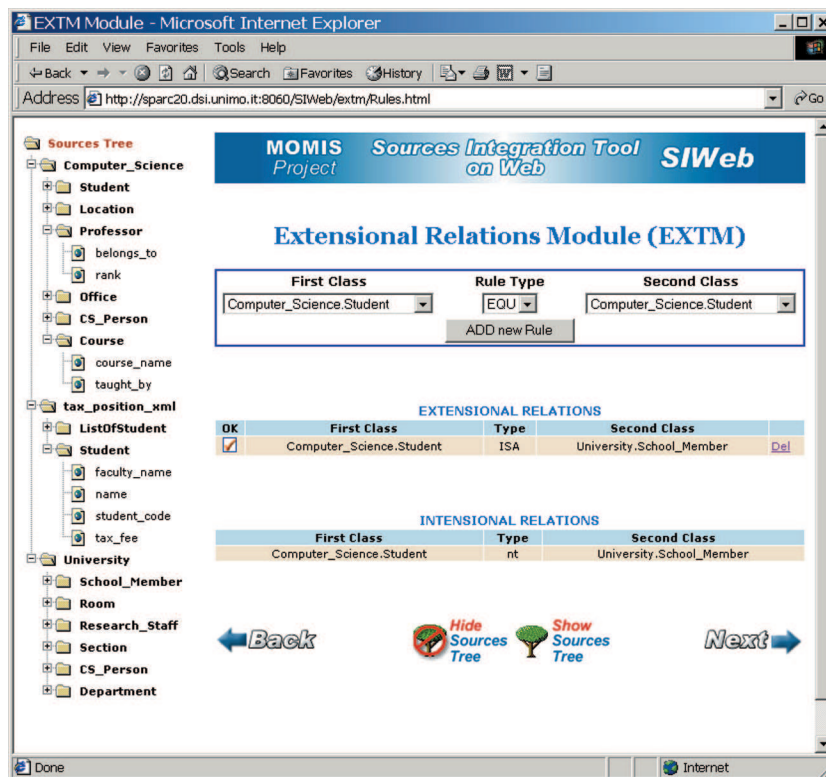 EXTM Module - Microsoft Internet Explorer
File Edit View Favorites Tools Help
Back Search Favorites History
Address http://sparc20.dsi.unimo.it:8060/SIWeb/extm/Rules.html Go
Sources Tree
Computer_Science
Student
Location
Professor
belongs_to
rank
Office
CS_Person
Course
course_name
taught_by
tax_position_xml
ListOfStudent
Student
faculty_name
name
student_code
tax_fee
University
School_Member
Room
Research_Staff
Section
CS_Person
Department
MOMIS
Project
Sources Integration Tool
on Web
SIWeb
Extensional Relations Module (EXTM)
First Class Rule Type Second Class
Computer_Science.Student EQU Computer_Science.Student
ADD new Rule
EXTENSIONAL RELATIONS
OK First Class Type Second Class
Computer_Science.Student ISA University.School_Member Del
INTENSIONAL RELATIONS
First Class Type Second Class
Computer_Science.Student nt University.School_Member
Back
Hide
Sources
Tree
Show
Sources
Tree
Next
Done Internet